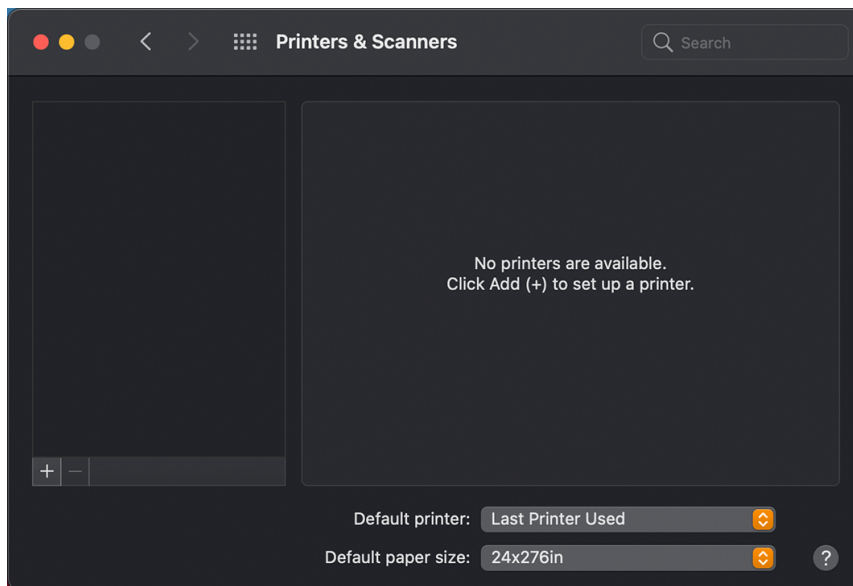 Printers & Scanners
Search
No printers are available.
Click Add (+) to set up a printer.
+ −
Default printer: Last Printer Used
Default paper size: 24x276in
?